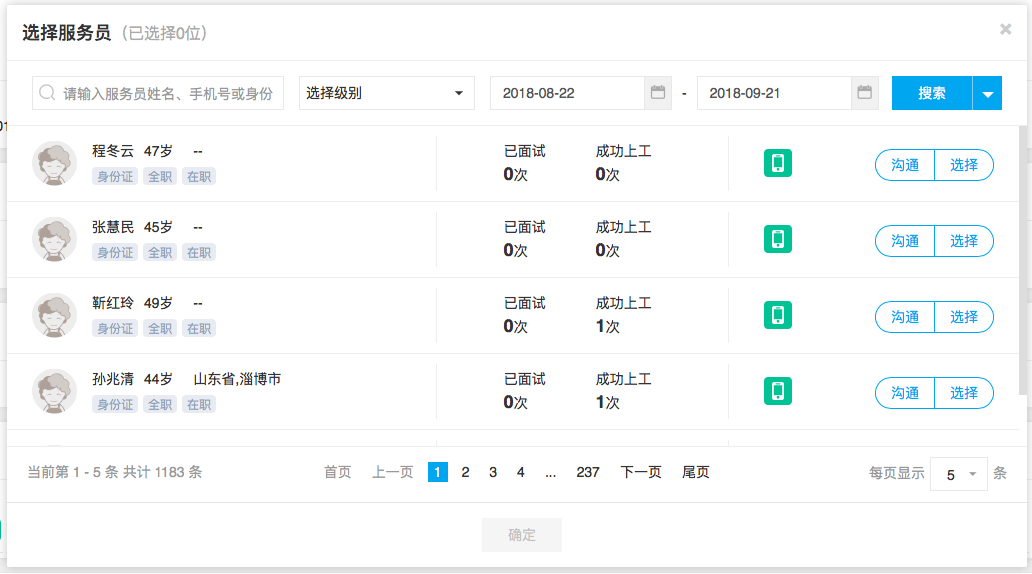 选择服务员 (已选择0位)
请输入服务员姓名、手机号或身份 选择级别 2018-08-22 - 2018-09-21 搜索
程冬云 47岁 -- 已面试 成功上工
身份证 全职 在职 0次 0次 沟通 选择
张慧民 45岁 -- 已面试 成功上工
身份证 全职 在职 0次 0次 沟通 选择
靳红玲 49岁 -- 已面试 成功上工
身份证 全职 在职 0次 1次 沟通 选择
孙兆清 44岁 山东省,淄博市 已面试 成功上工
身份证 全职 在职 0次 1次 沟通 选择
当前第 1 - 5 条 共计 1183 条 首页 上一页 1 2 3 4 ... 237 下一页 尾页 每页显示 5 条
确定